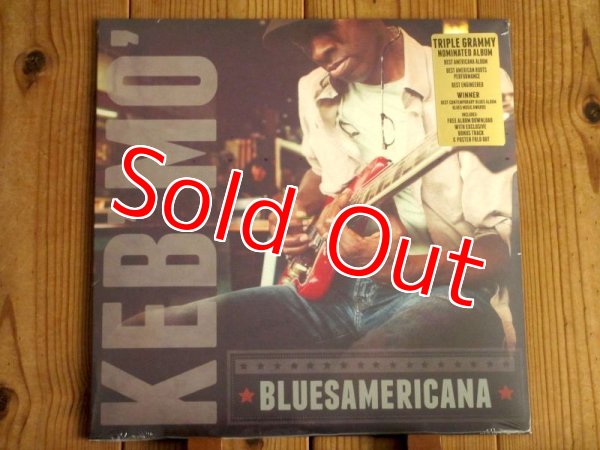 KEB'MO'
TRIPLE GRAMMY
NOMINATED ALBUM
BEST AMERICANA ALBUM
BEST AMERICAN ROOTS
PERFORMANCE
BEST ENGINEERED
WINNER
BEST CONTEMPORARY BLUES ALBUM
BLUES MUSIC AWARDS
INCLUDES
FREE ALBUM DOWNLOAD
WITH EXCLUSIVE
BONUS TRACK
& POSTER FOLD OUT
Sold Out
BLUESAMERICANA